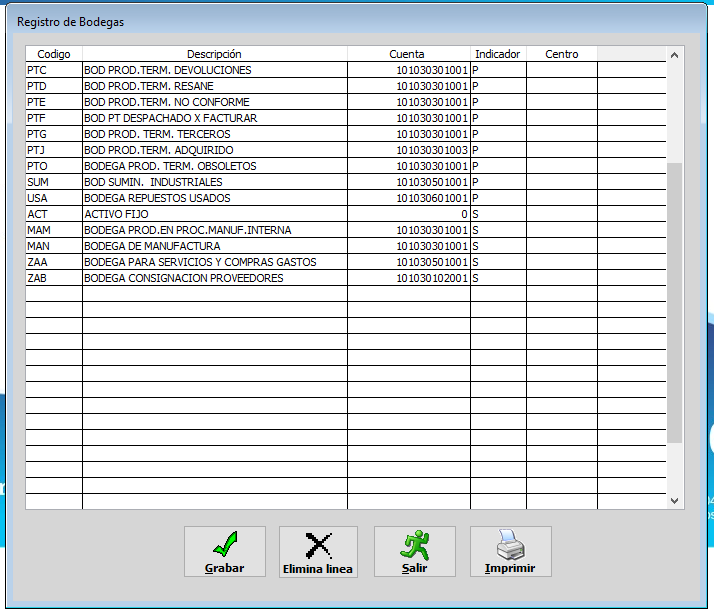 Registro de Bodegas
Codigo Descripción Cuenta Indicador Centro
PTC BOD PROD.TERM. DEVOLUCIONES 101030301001 P
PTD BOD PROD.TERM. RESANE 101030301001 P
PTE BOD PROD.TERM. NO CONFORME 101030301001 P
PTF BOD PT DESPACHADO X FACTURAR 101030301001 P
PTG BOD PROD. TERM. TERCEROS 101030301001 P
PTJ BOD PROD.TERM. ADQUIRIDO 101030301003 P
PTO BODEGA PROD. TERM. OBSOLETOS 101030301001 P
SUM BOD SUMIN. INDUSTRIALES 101030501001 P
USA BODEGA REPUESTOS USADOS 101030601001 P
ACT ACTIVO FIJO 0 S
MAM BODEGA PROD.EN PROC.MANUF.INTERNA 101030301001 S
MAN BODEGA DE MANUFACTURA 101030301001 S
ZAA BODEGA PARA SERVICIOS Y COMPRAS GASTOS 101030501001 S
ZAB BODEGA CONSIGNACION PROVEEDORES 101030102001 S
Grabar Elimina linea Salir Imprimir